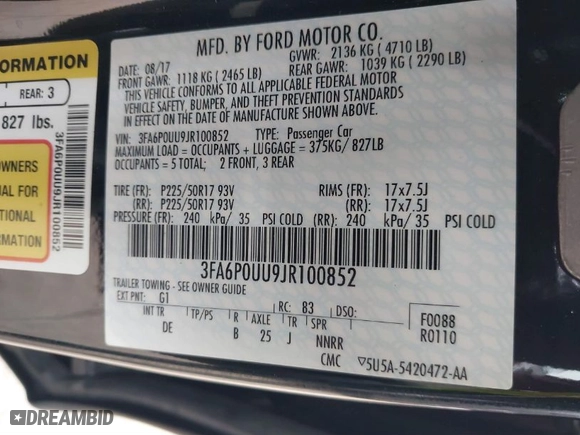 ORMATION
REAR: 3
827 lbs.
OWNERS
UAL FOR
TIONAL
RMATION
3FA6P0UU9JR100852
MFD. BY FORD MOTOR CO.
DATE: 08/17
GVWR: 2136 KG ( 4710 LB)
FRONT GAWR: 1118 KG ( 2465 LB)
REAR GAWR: 1039 KG ( 2290 LB)
THIS VEHICLE CONFORMS TO ALL APPLICABLE FEDERAL MOTOR
VEHICLE SAFETY, BUMPER, AND THEFT PREVENTION STANDARDS
IN EFFECT ON THE DATE OF MANUFACTURE SHOWN ABOVE.
VIN: 3FA6P0UU9JR100852 TYPE: Passenger Car
MAXIMUM LOAD = OCCUPANTS + LUGGAGE = 375KG/ 827LB
OCCUPANTS = 5 TOTAL; 2 FRONT, 3 REAR
TIRE (FR): P225/50R17 93V RIMS (FR): 17x7.5J
(RR): P225/50R17 93V (RR): 17x7.5J
PRESSURE (FR): 240 kPa/ 35 PSI COLD (RR): 240 kPa/ 35 PSI COLD
3FA6P0UU9JR100852
TRAILER TOWING - SEE OWNER GUIDE
EXT PNT: G1 RC: 83 DSO:
INT TR TP/PS R AXLE TR SPR
DE B 25 J NNRR
F0088
R0110
CMC ▽5U5A-5420472-AA
DREAMBID